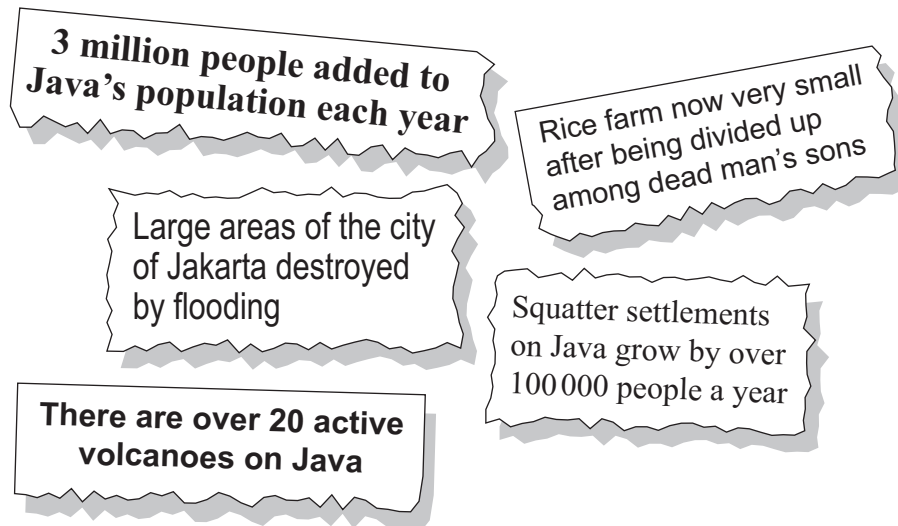 3 million people added to
Java's population each year
Rice farm now very small
after being divided up
among dead man's sons
Large areas of the city
of Jakarta destroyed
by flooding
Squatter settlements
on Java grow by over
100 000 people a year
There are over 20 active
volcanoes on Java